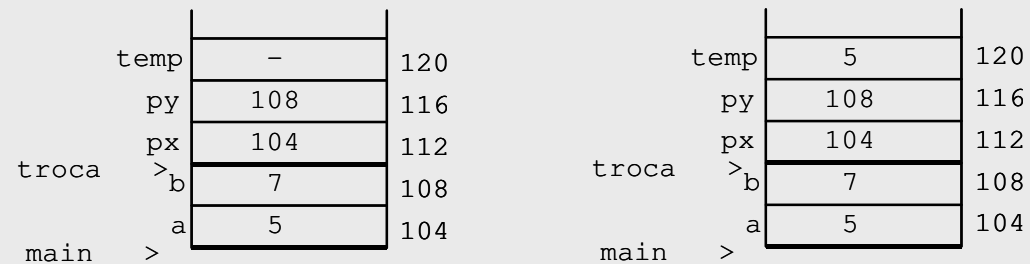 temp - 120
py 108 116
px 104 112
troca >b 7 108
a 5 104
main >
temp 5 120
py 108 116
px 104 112
troca >b 7 108
a 5 104
main >